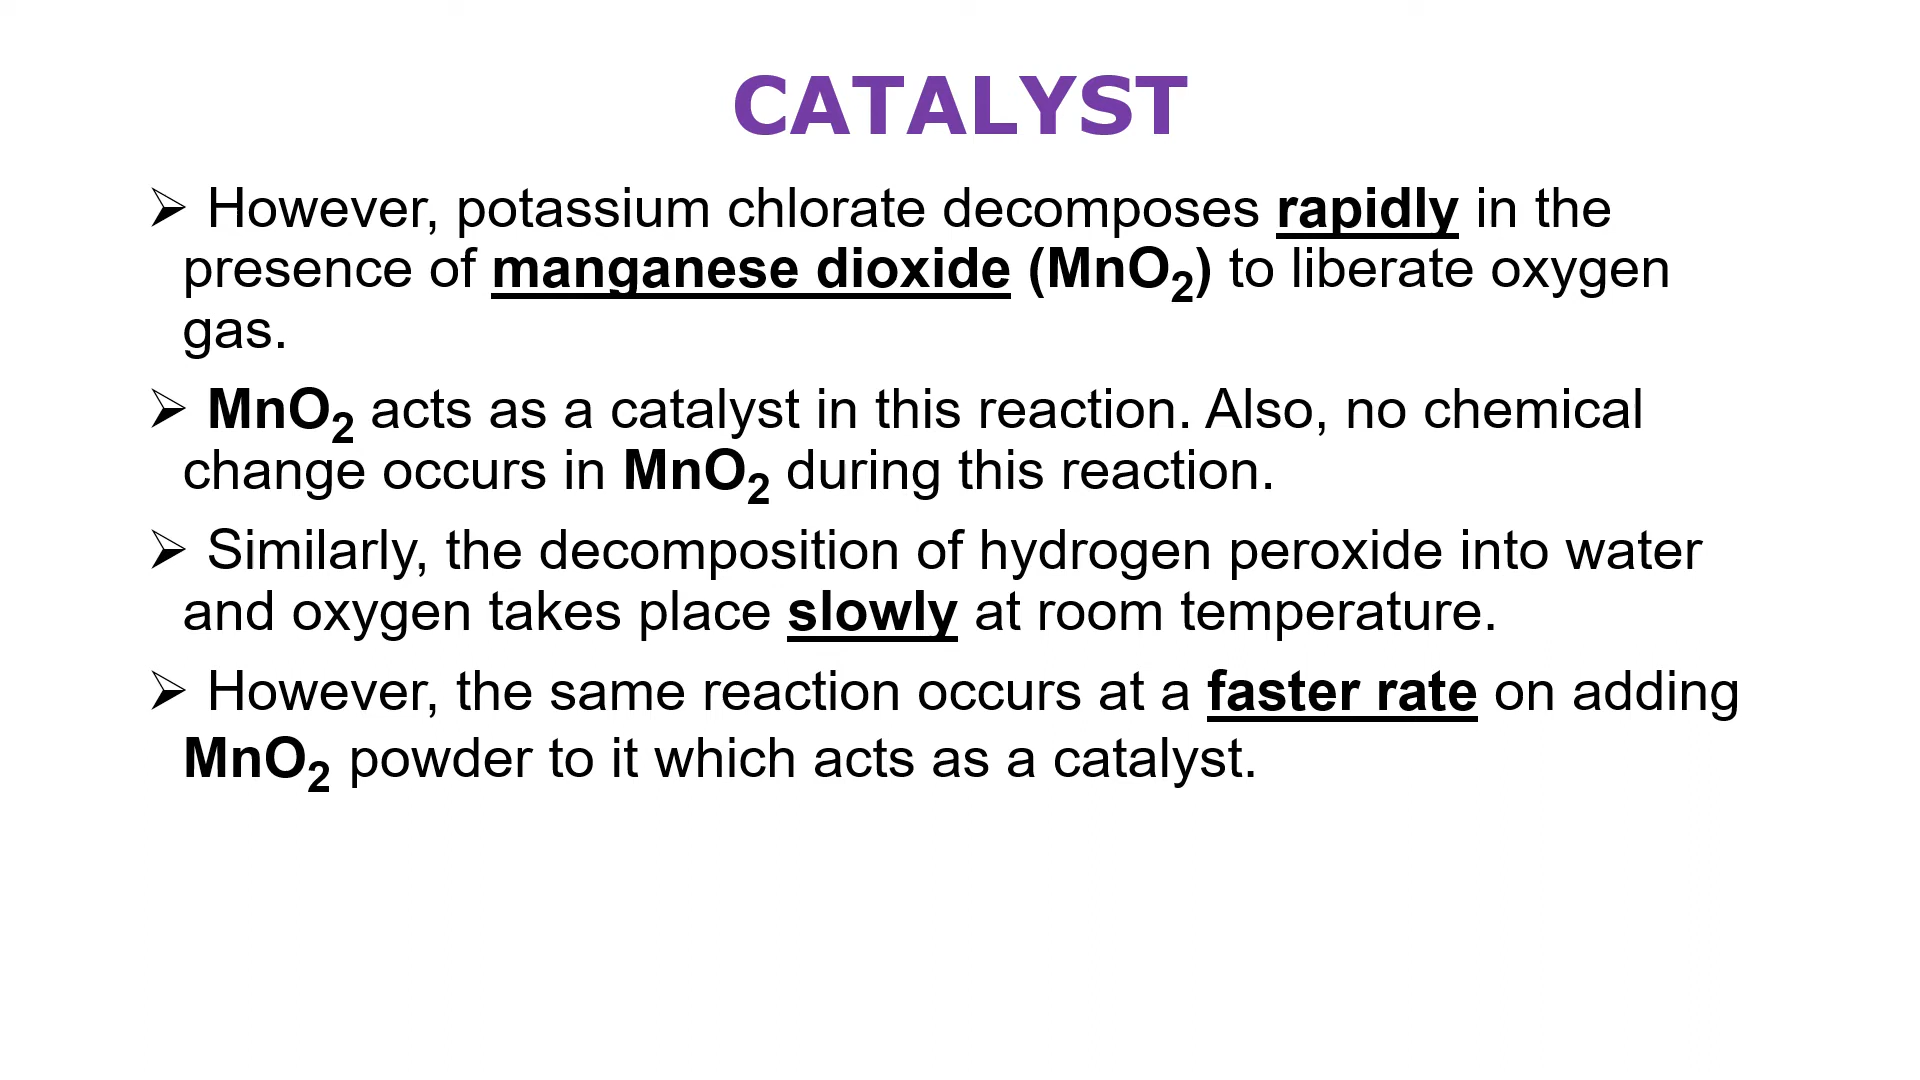 CATALYST
➢ However, potassium chlorate decomposes rapidly in the
presence of manganese dioxide (MnO₂) to liberate oxygen
gas.
➢ MnO₂ acts as a catalyst in this reaction. Also, no chemical
change occurs in MnO₂ during this reaction.
➢ Similarly, the decomposition of hydrogen peroxide into water
and oxygen takes place slowly at room temperature.
➢ However, the same reaction occurs at a faster rate on adding
MnO₂ powder to it which acts as a catalyst.